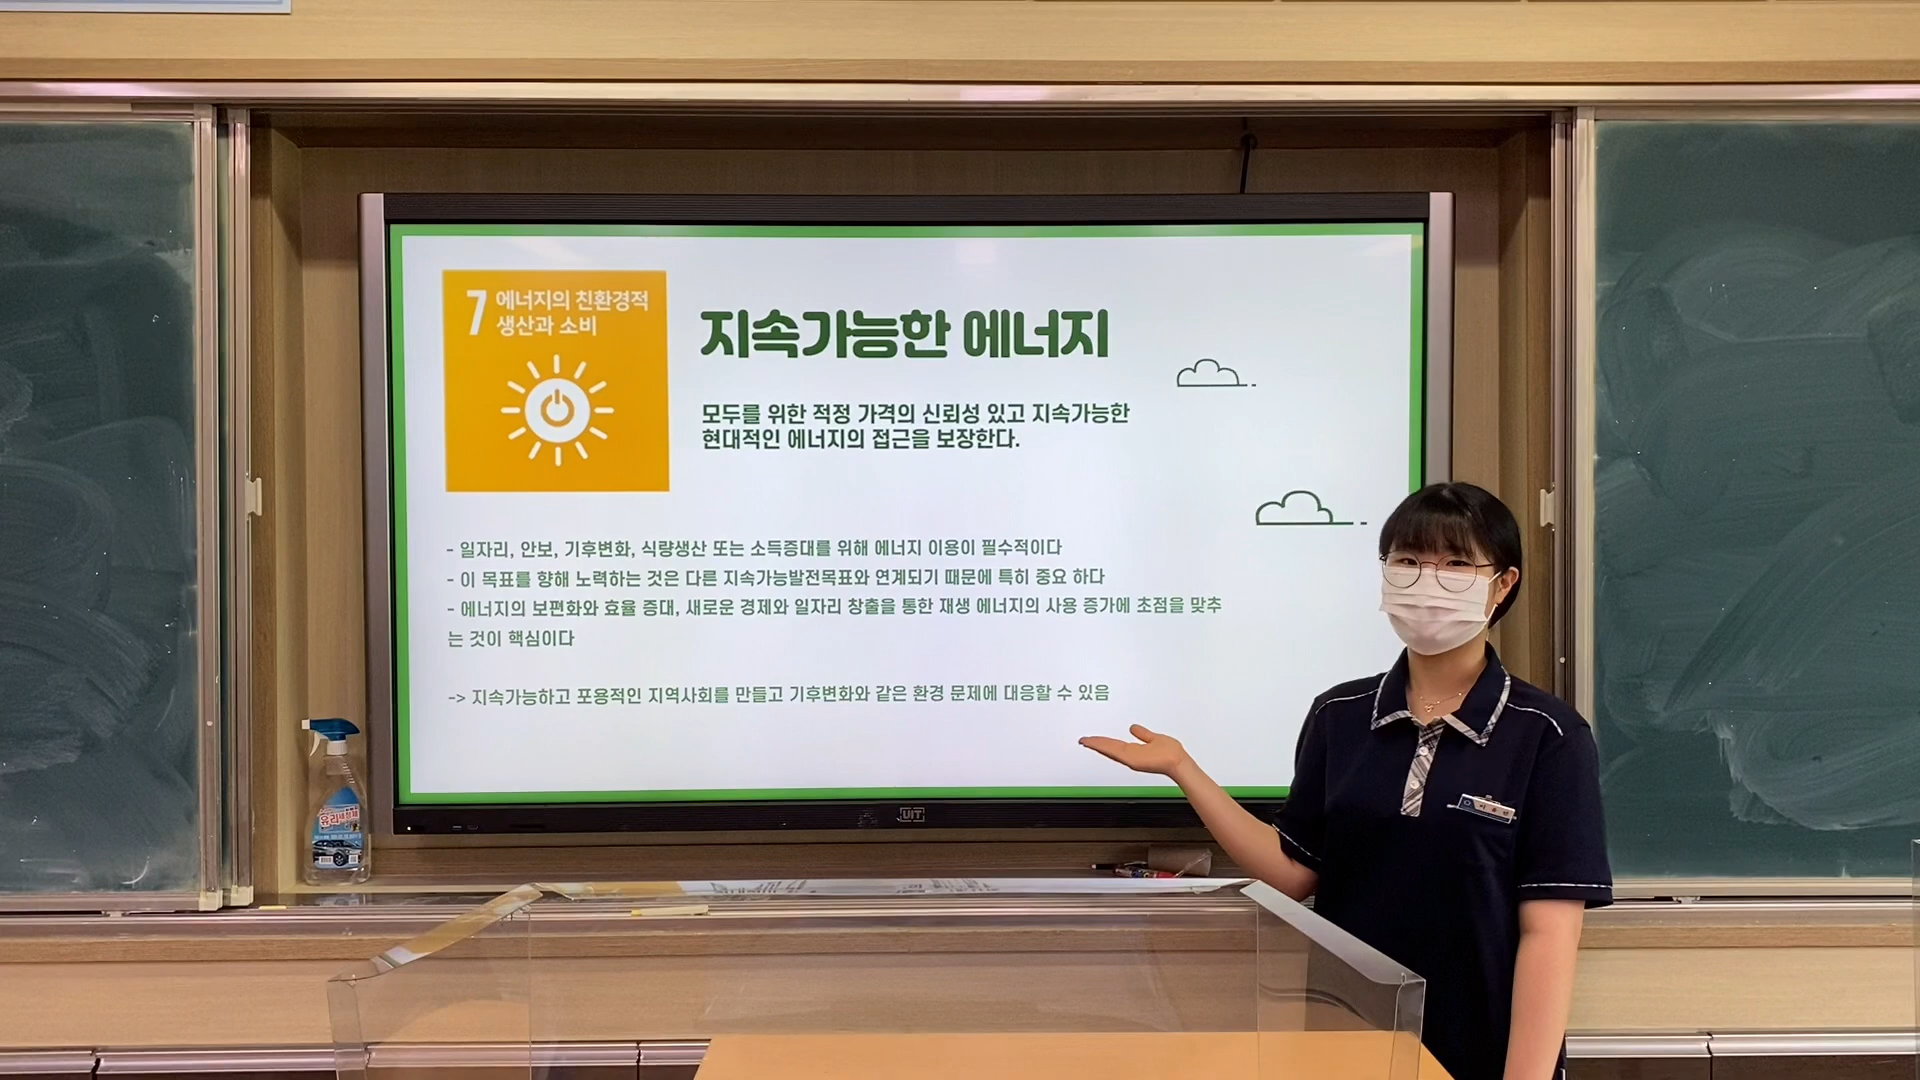 7 에너지의 친환경적
생산과 소비
지속가능한 에너지
모두를 위한 적정 가격의 신뢰성 있고 지속가능한
현대적인 에너지의 접근을 보장한다.
- 일자리, 안보, 기후변화, 식량생산 또는 소득증대를 위해 에너지 이용이 필수적이다
- 이 목표를 향해 노력하는 것은 다른 지속가능발전목표와 연계되기 때문에 특히 중요 하다
- 에너지의 보편화와 효율 증대, 새로운 경제와 일자리 창출을 통한 재생 에너지의 사용 증가에 초점을 맞추
는 것이 핵심이다
-> 지속가능하고 포용적인 지역사회를 만들고 기후변화와 같은 환경 문제에 대응할 수 있음
UIT
유리세정제